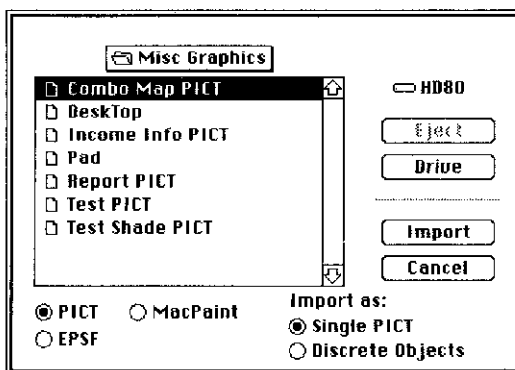 Misc Graphics
Combo Map PICT
DeskTop
Income Info PICT
Pad
Report PICT
Test PICT
Test Shade PICT
HD80
Eject
Drive
Import
Cancel
PICT MacPaint
EPSF
Import as:
Single PICT
Discrete Objects